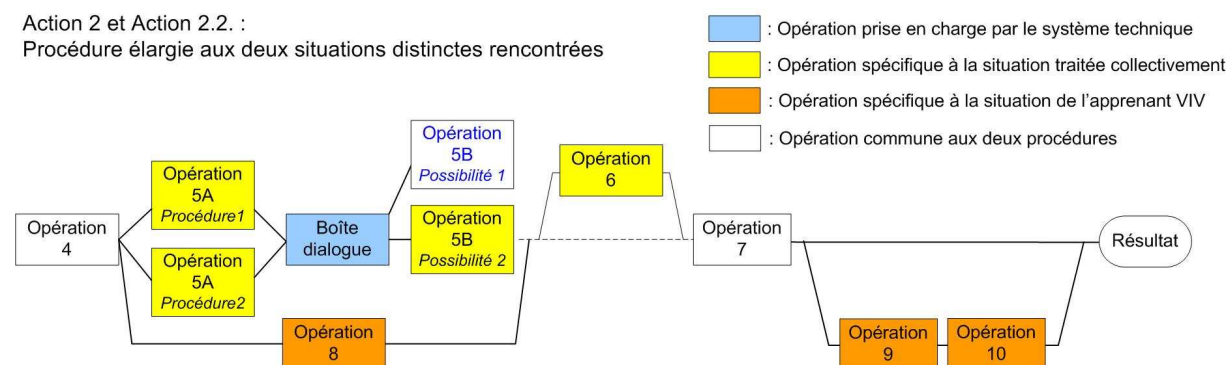 Action 2 et Action 2.2. :
Procédure élargie aux deux situations distinctes rencontrées
: Opération prise en charge par le système technique
: Opération spécifique à la situation traitée collectivement
: Opération spécifique à la situation de l'apprenant VIV
: Opération commune aux deux procédures
Opération
4
Opération
5A
Procédure1
Opération
5A
Procédure2
Boîte
dialogue
Opération
5B
Possibilité 1
Opération
5B
Possibilité 2
Opération
8
Opération
6
Opération
7
Opération
9
Opération
10
Résultat